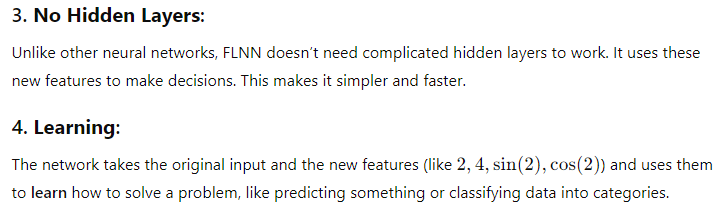 3. No Hidden Layers:
Unlike other neural networks, FLNN doesn't need complicated hidden layers to work. It uses these
new features to make decisions. This makes it simpler and faster.
4. Learning:
The network takes the original input and the new features (like 2, 4, sin(2), cos(2)) and uses them
to learn how to solve a problem, like predicting something or classifying data into categories.